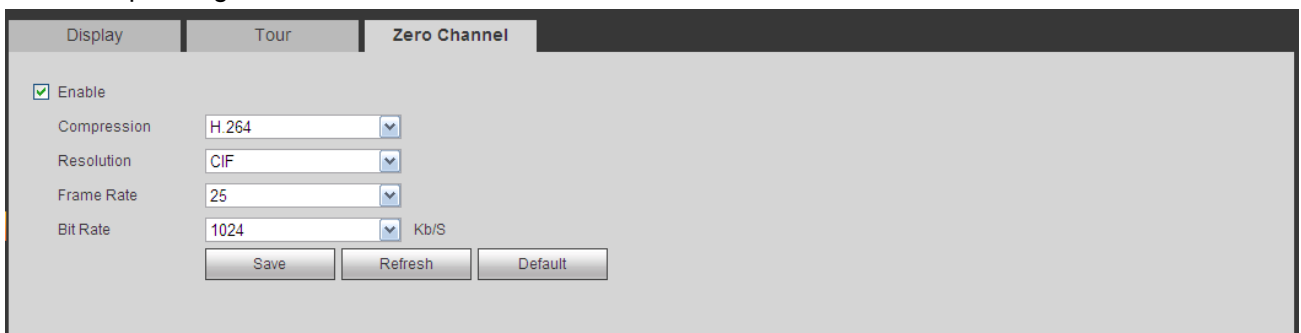 Display Tour Zero Channel
Enable
Compression H.264
Resolution CIF
Frame Rate 25
Bit Rate 1024 Kb/S
Save Refresh Default